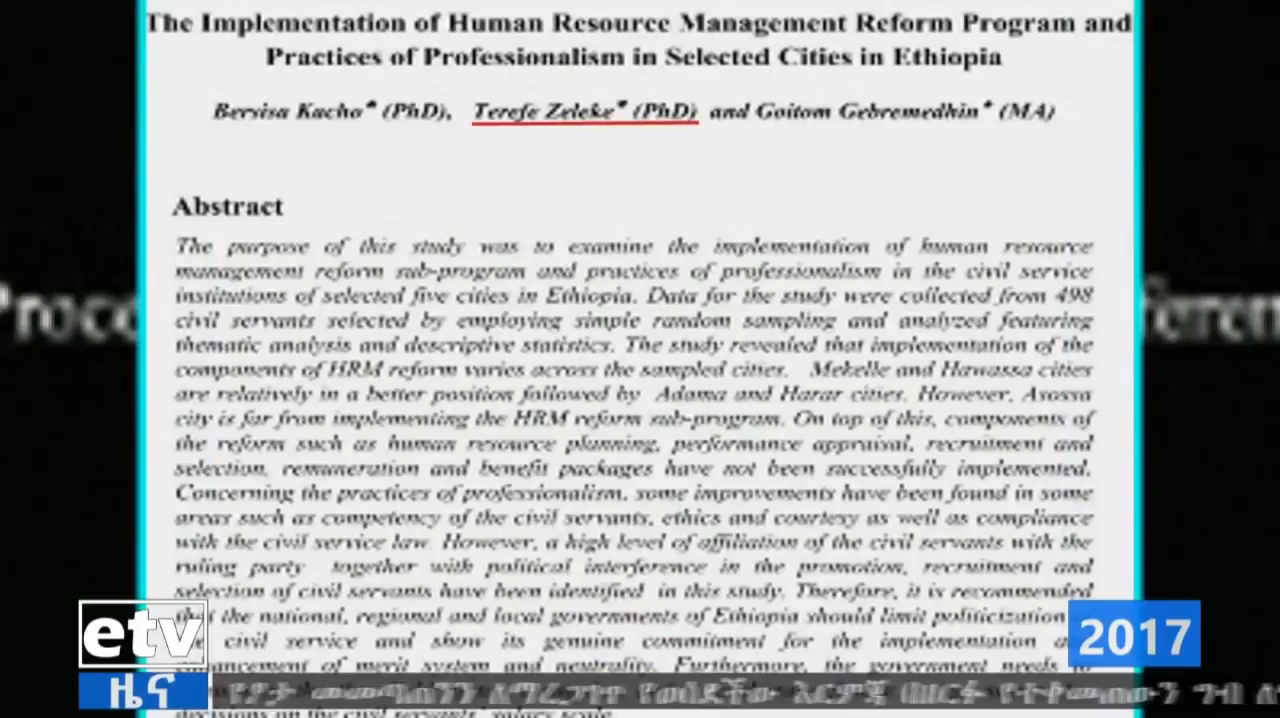 The Implementation of Human Resource Management Reform Program and
Practices of Professionalism in Selected Cities in Ethiopia
Bervisa Kacho* (PhD), Terefe Zeleke* (PhD) and Goitom Gebremedhin* (MA)
Abstract
The purpose of this study was to examine the implementation of human resource
management reform sub-program and practices of professionalism in the civil service
institutions of selected five cities in Ethiopia. Data for the study were collected from 498
civil servants selected by employing simple random sampling and analyzed featuring
thematic analysis and descriptive statistics. The study revealed that implementation of the
components of HRM reform varies across the sampled cities. Mekelle and Hawassa cities
are relatively in a better position followed by Adama and Harar cities. However, Asossa
city is far from implementing the HRM reform sub-program. On top of this, components of
the reform such as human resource planning, performance appraisal, recruitment and
selection, remuneration and benefit packages have not been successfully implemented.
Concerning the practices of professionalism, some improvements have been found in some
areas such as competency of the civil servants, ethics and courtesy as well as compliance
with the civil service law. However, a high level of affiliation of the civil servants with the
ruling party together with political interference in the promotion, recruitment and
selection of civil servants have been identified in this study. Therefore, it is recommended
the national, regional and local governments of Ethiopia should limit politicization
civil service and show its genuine commitment for the implementation
of merit system and neutrality. Furthermore, the government needs
decisions on the civil servants' salary scale
etv
ዜና
2017